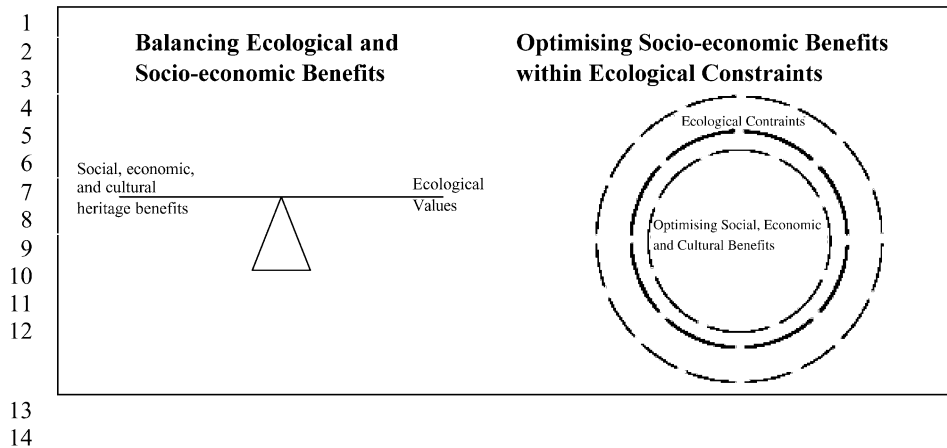 1
2
3
4
5
6
7
8
9
10
11
12
13
14
Balancing Ecological and
Socio-economic Benefits
Social, economic,
and cultural
heritage benefits
Ecological
Values
Optimising Socio-economic Benefits
within Ecological Constraints
Ecological Contraints
Optimising Social, Economic
and Cultural Benefits